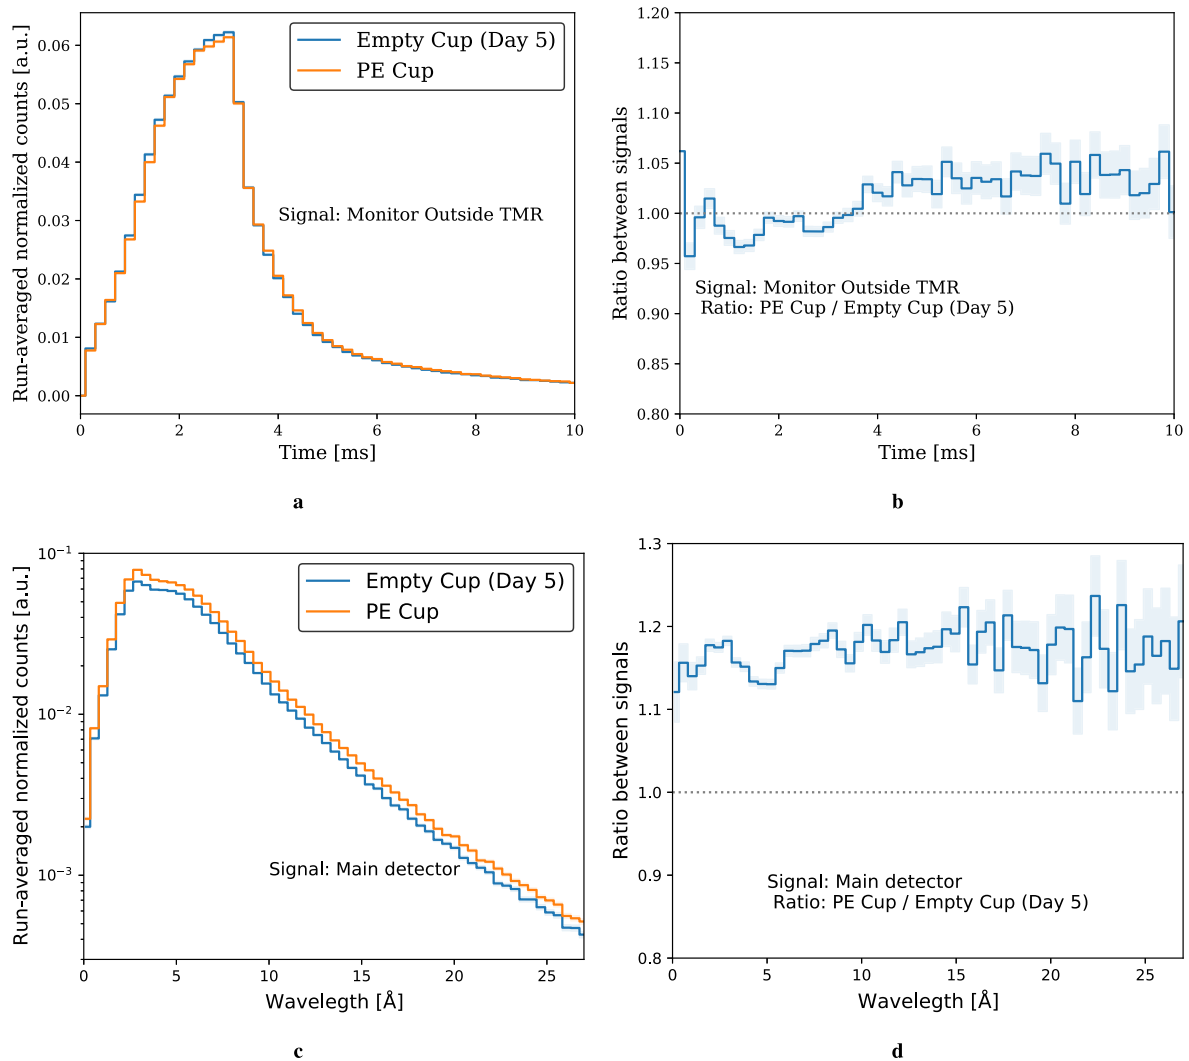 Run-averaged normalized counts [a.u.]
0.06
0.05
0.04
0.03
0.02
0.01
0.00
Empty Cup (Day 5)
PE Cup
Signal: Monitor Outside TMR
0 2 4 6 8 10
Time [ms]
a
Ratio between signals
1.20
1.15
1.10
1.05
1.00
0.95
0.90
0.85
0.80
Signal: Monitor Outside TMR
Ratio: PE Cup / Empty Cup (Day 5)
0 2 4 6 8 10
Time [ms]
b
Run-averaged normalized counts [a.u.]
10⁻¹
10⁻²
10⁻³
Empty Cup (Day 5)
PE Cup
Signal: Main detector
0 5 10 15 20 25
Wavelegth [Å]
c
Ratio between signals
1.3
1.2
1.1
1.0
0.9
0.8
Signal: Main detector
Ratio: PE Cup / Empty Cup (Day 5)
0 5 10 15 20 25
Wavelegth [Å]
d